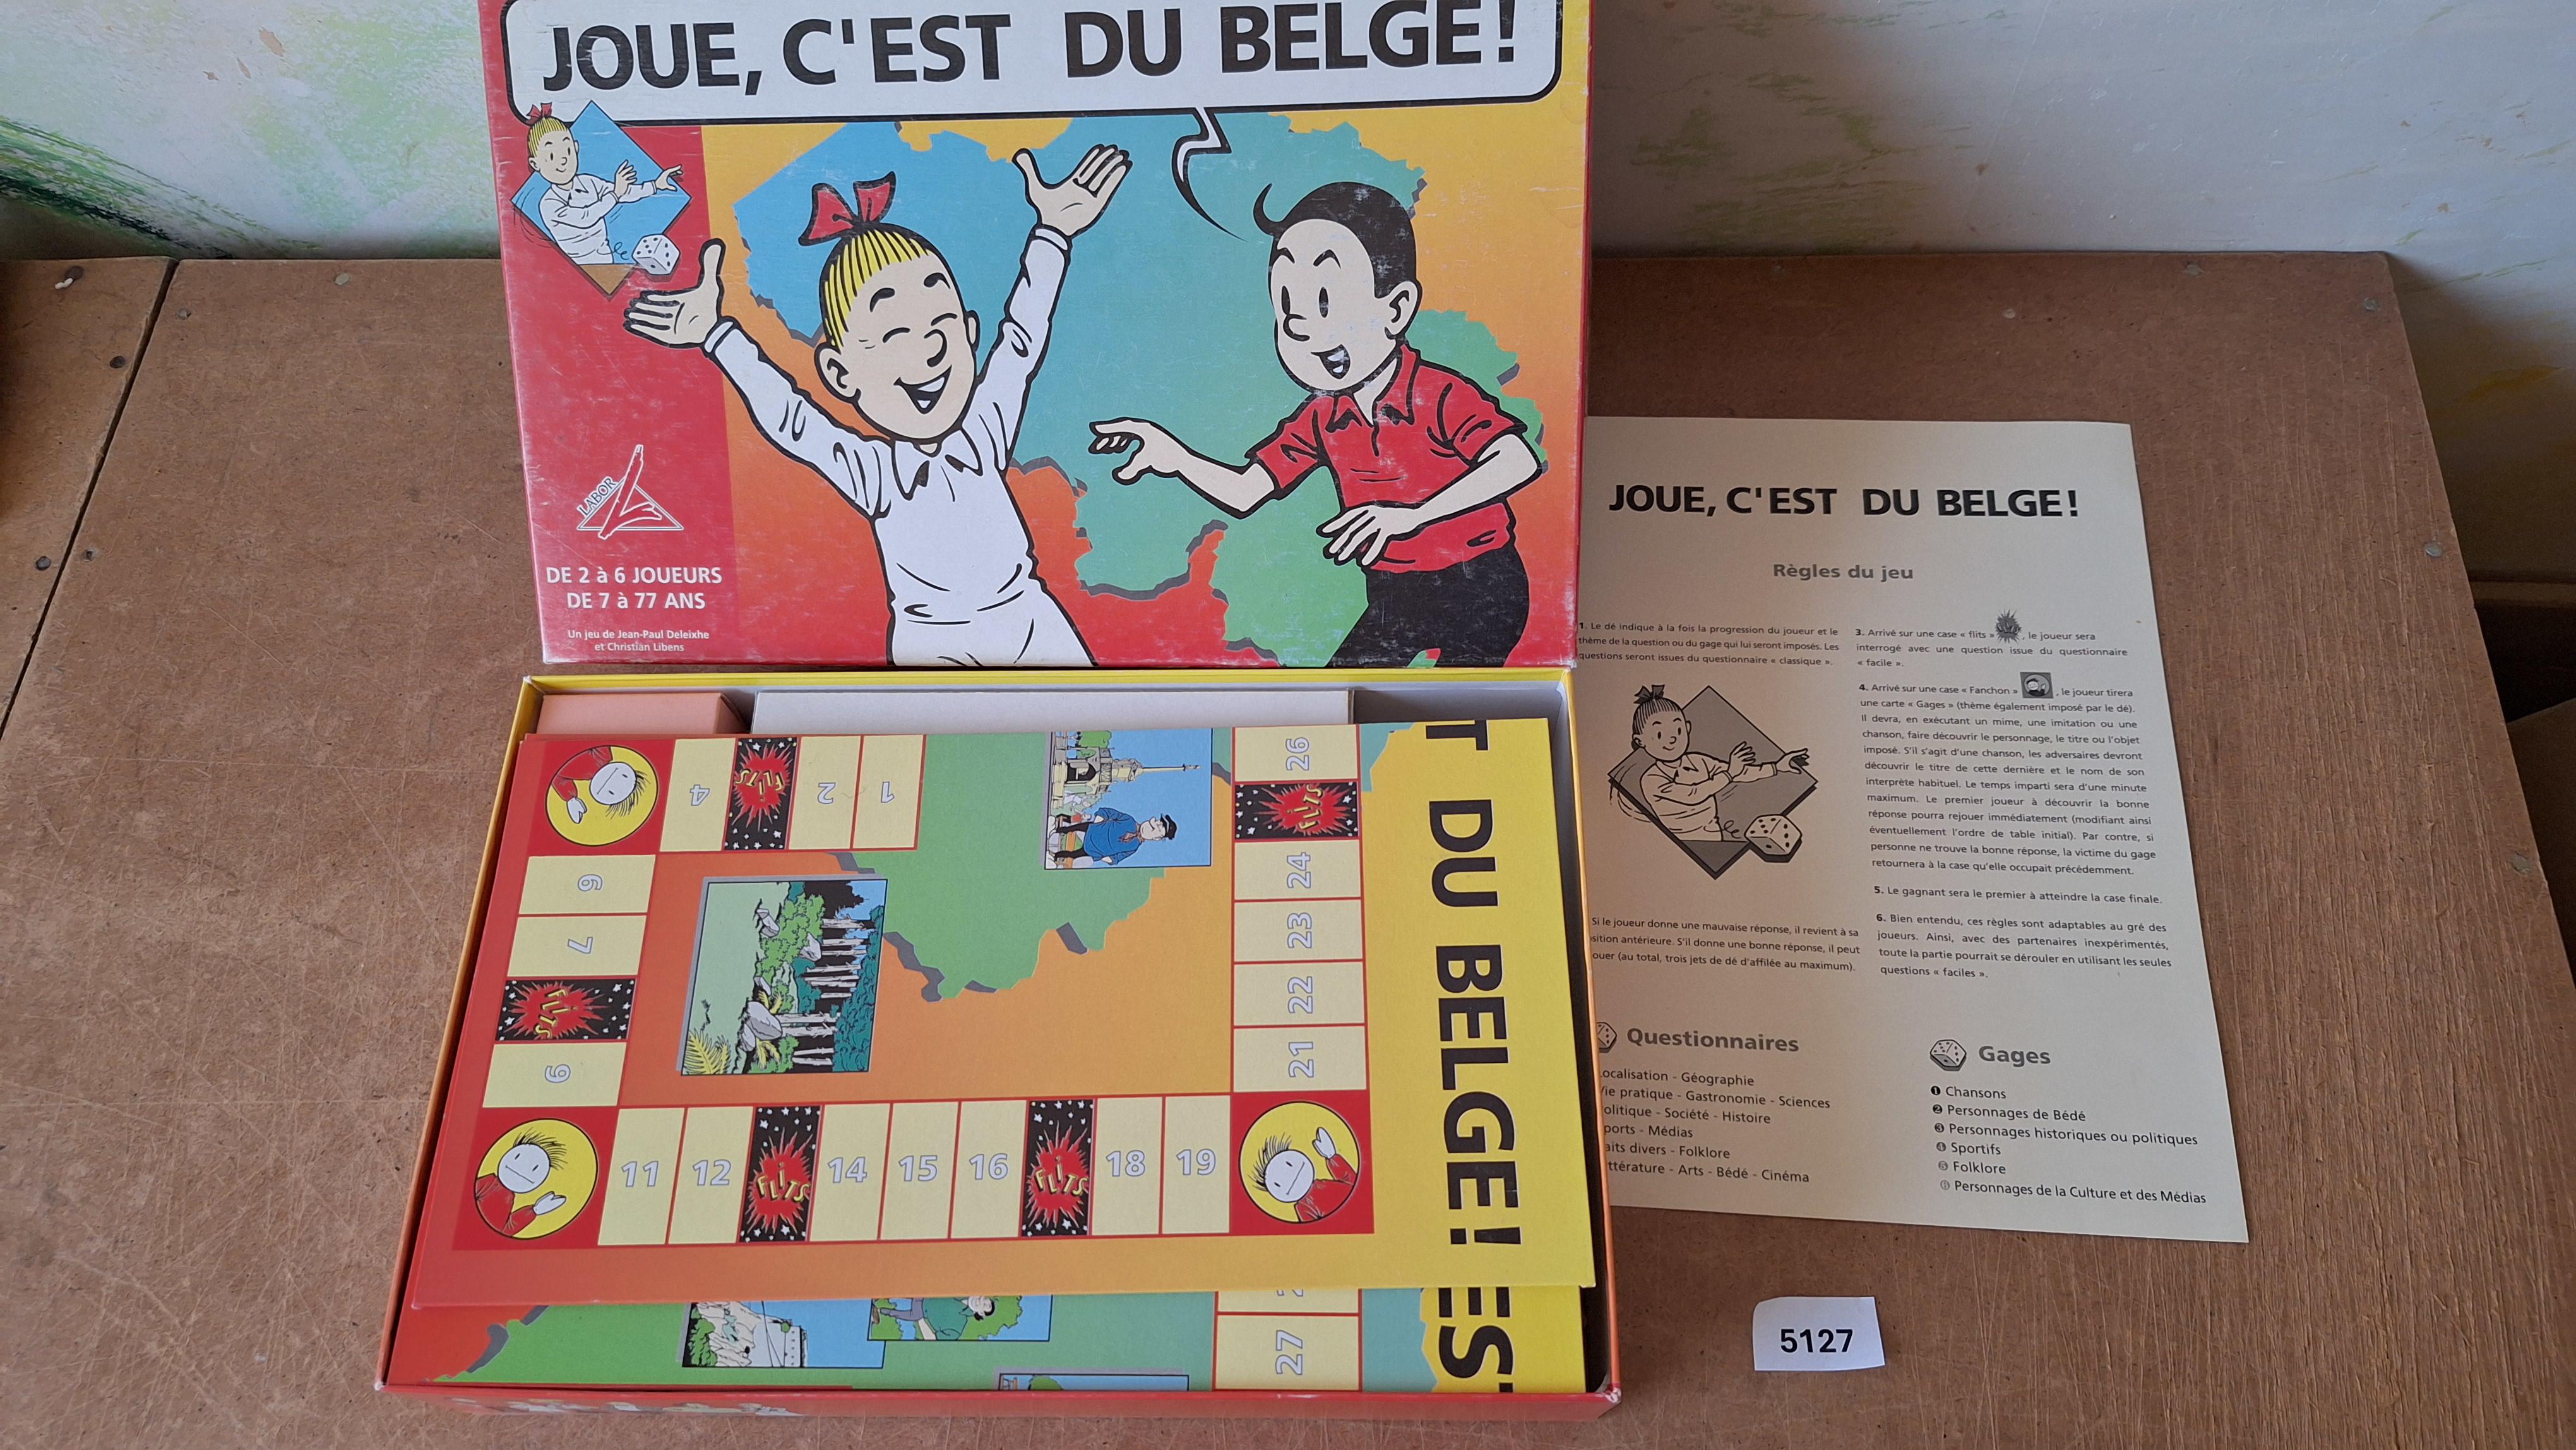 JOUE, C'EST DU BELGE!
LABOR
DE 2 à 6 JOUEURS
DE 7 à 77 ANS
Un jeu de Jean-Paul Deleixhe
et Christian Libens
JOUE, C'EST DU BELGE!
Règles du jeu
1. Le dé indique à la fois la progression du joueur et le
thème de la question ou du gage qui lui seront imposés. Les
questions seront issues du questionnaire « classique ».
Si le joueur donne une mauvaise réponse, il revient à sa
antérieure. S'il donne une bonne réponse, il peut
(au total, trois jets de dé d'affilée au maximum).
3. Arrivé sur une case « flits » , le joueur sera
interrogé avec une question issue du questionnaire
« facile ».
4. Arrivé sur une case « Fanchon » , le joueur tirera
une carte « Gages » (thème également imposé par le dé).
Il devra, en exécutant un mime, une imitation ou une
chanson, faire découvrir le personnage, le titre ou l'objet
imposé. S'il s'agit d'une chanson, les adversaires devront
découvrir le titre de cette dernière et le nom de son
interprète habituel. Le temps imparti sera d'une minute
maximum. Le premier joueur à découvrir la bonne
réponse pourra rejouer immédiatement (modifiant ainsi
éventuellement l'ordre de table initial). Par contre, si
personne ne trouve la bonne réponse, la victime du gage
retournera à la case qu'elle occupait précédemment.
5. Le gagnant sera le premier à atteindre la case finale.
6. Bien entendu, ces règles sont adaptables au gré des
joueurs. Ainsi, avec des partenaires inexpérimentés,
toute la partie pourrait se dérouler en utilisant les seules
questions « faciles ».
Questionnaires
ocalisation - Géographie
ie pratique - Gastronomie - Sciences
olitique - Société - Histoire
ports - Médias
aits divers - Folklore
ttérature - Arts - Bédé - Cinéma
Gages
1 Chansons
2 Personnages de Bédé
3 Personnages historiques ou politiques
4 Sportifs
5 Folklore
6 Personnages de la Culture et des Médias
4 FLiTS 2 1
6
7
FLiTS
9
11 12 FLiTS 14 15 16 FLiTS 18 19
26
FLiTS
24
23
22
21
27
T DU BELGE!
EST
5127